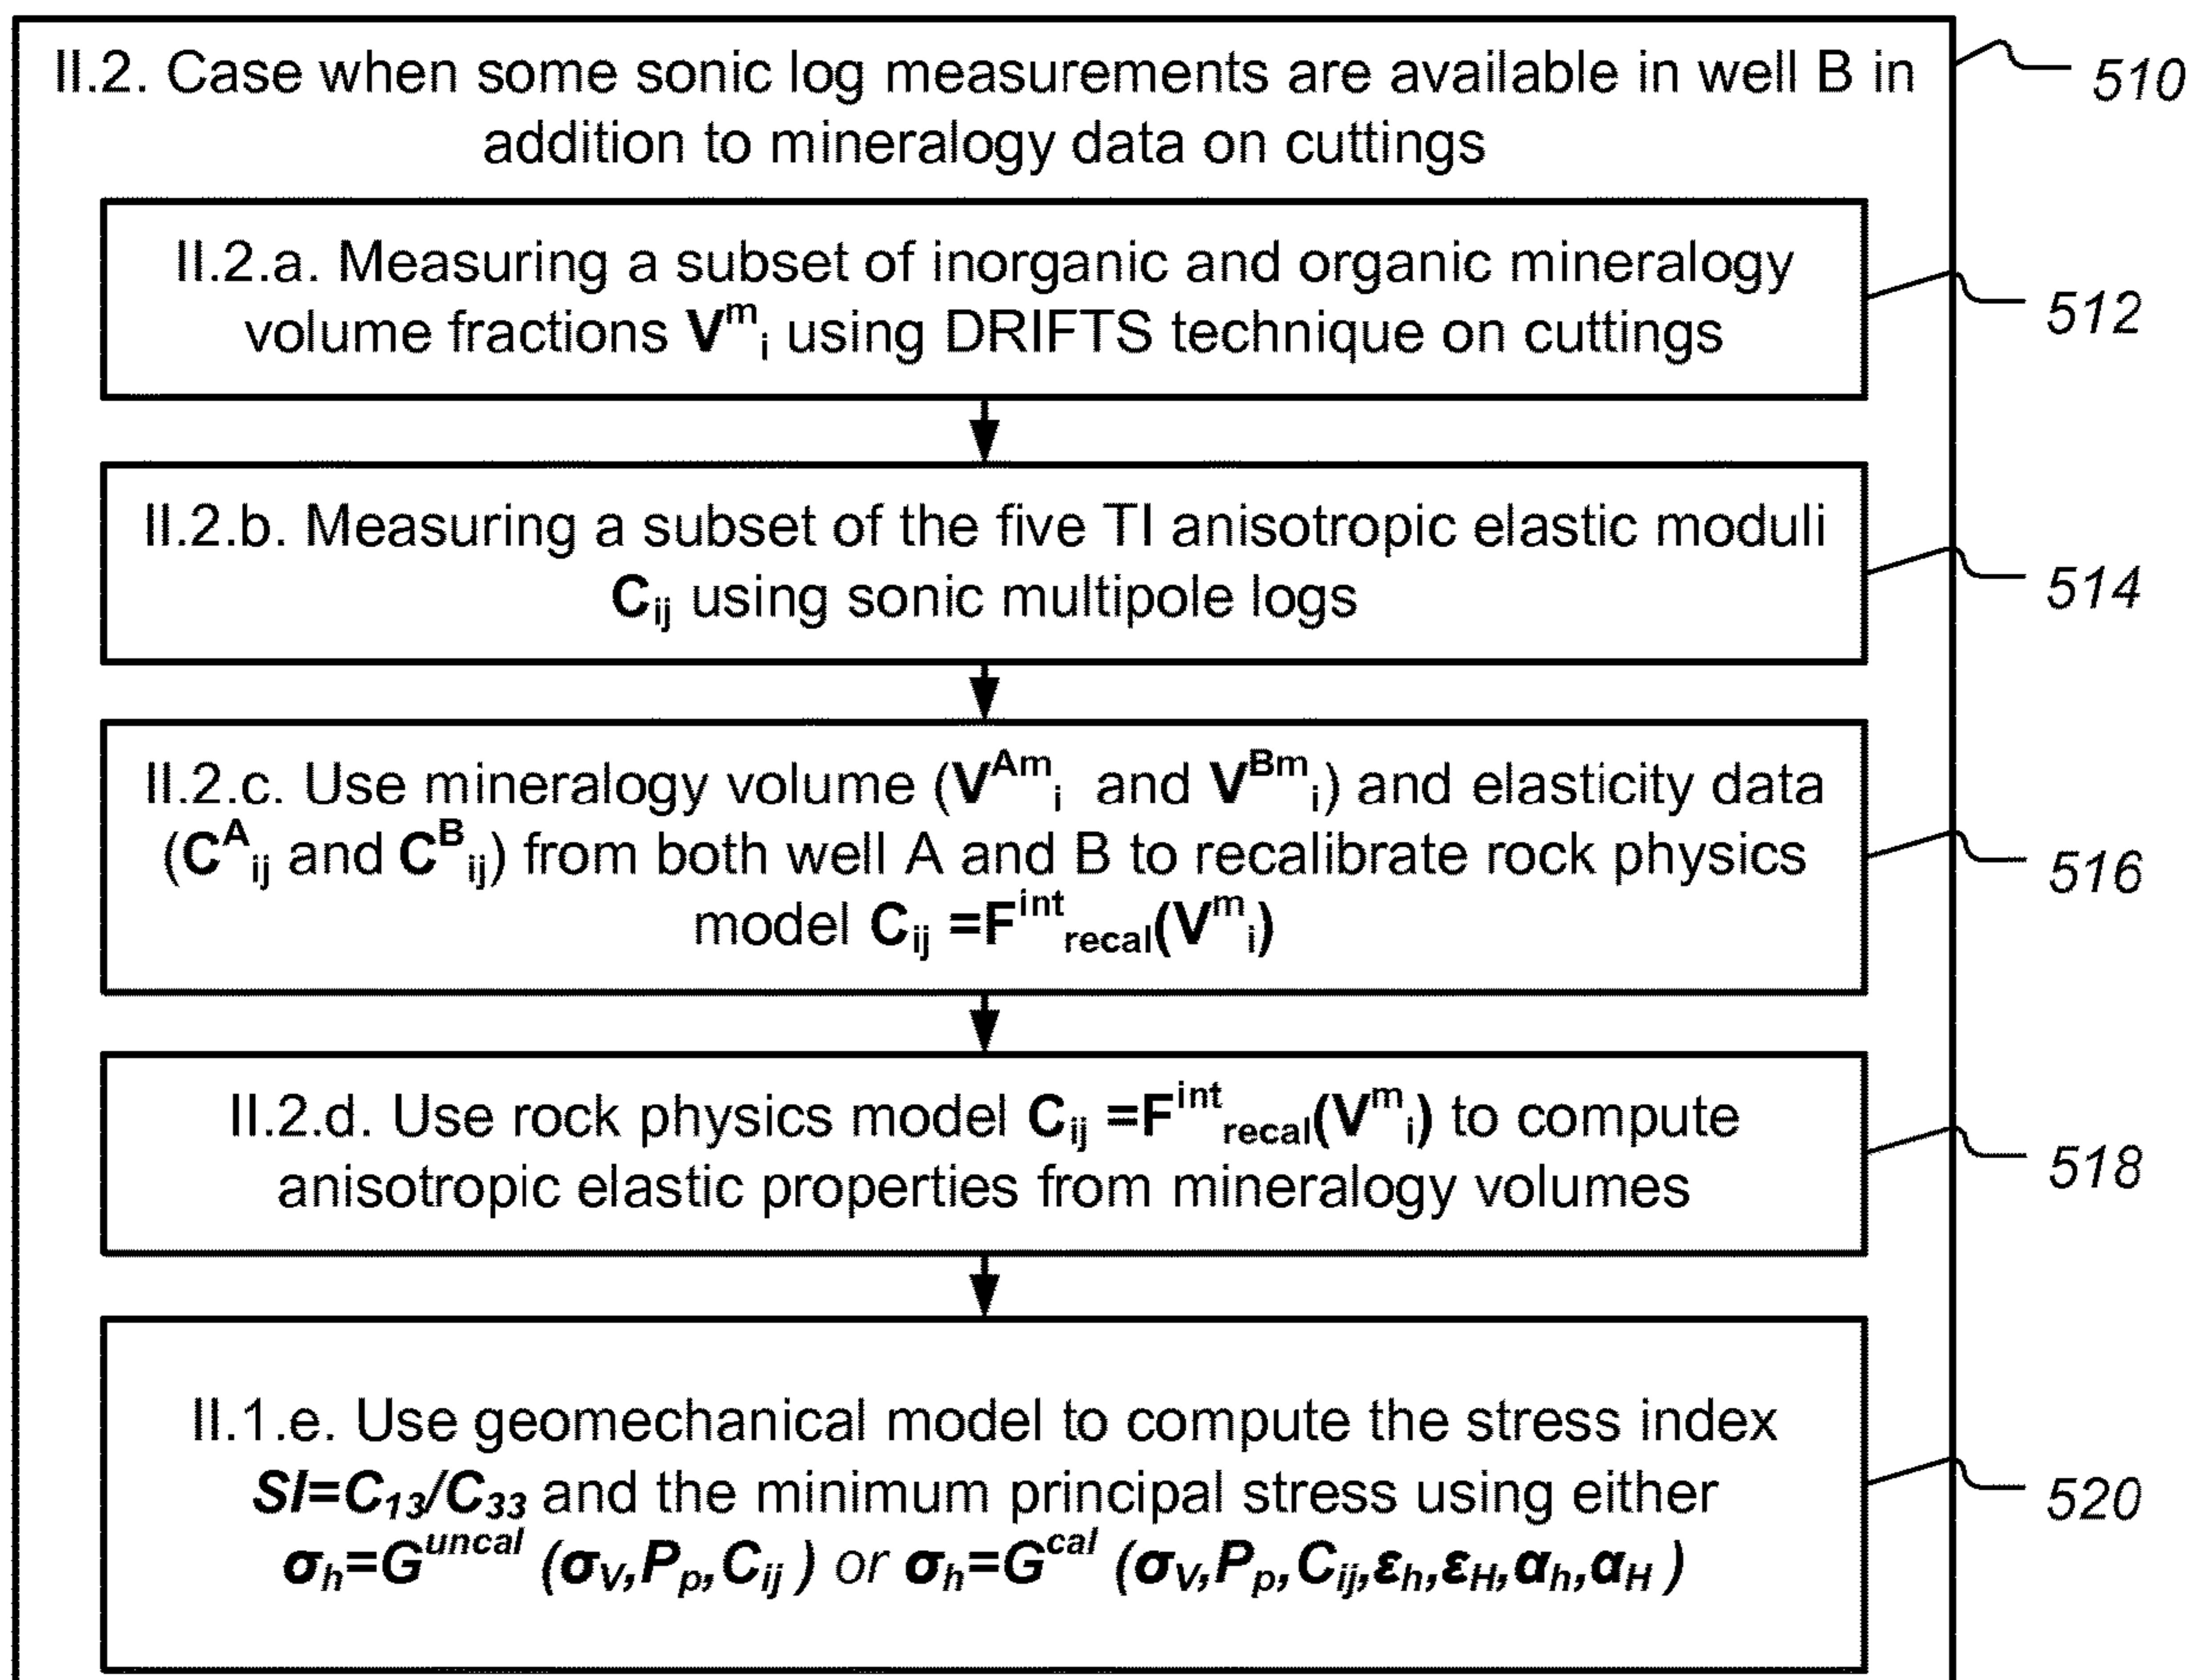 II.2. Case when some sonic log measurements are available in well B in
addition to mineralogy data on cuttings
510
II.2.a. Measuring a subset of inorganic and organic mineralogy
volume fractions V^m_i using DRIFTS technique on cuttings
512
II.2.b. Measuring a subset of the five TI anisotropic elastic moduli
C_ij using sonic multipole logs
514
II.2.c. Use mineralogy volume (V^Am_i and V^Bm_i) and elasticity data
(C^A_ij and C^B_ij) from both well A and B to recalibrate rock physics
model C_ij =F^int_recal(V^m_i)
516
II.2.d. Use rock physics model C_ij =F^int_recal(V^m_i) to compute
anisotropic elastic properties from mineralogy volumes
518
II.1.e. Use geomechanical model to compute the stress index
SI=C_13/C_33 and the minimum principal stress using either
σ_h=G^uncal (σ_V,P_p,C_ij ) or σ_h=G^cal (σ_V,P_p,C_ij,ε_h,ε_H,α_h,α_H )
520